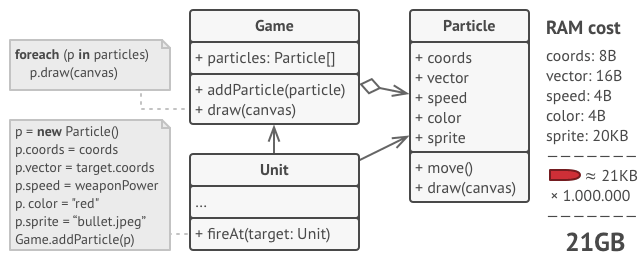 foreach (p in particles)
p.draw(canvas)
p = new Particle()
p.coords = coords
p.vector = target.coords
p.speed = weaponPower
p. color = "red"
p.sprite = “bullet.jpeg”
Game.addParticle(p)
Game
+ particles: Particle[]
+ addParticle(particle)
+ draw(canvas)
Unit
...
+ fireAt(target: Unit)
Particle
+ coords
+ vector
+ speed
+ color
+ sprite
+ move()
+ draw(canvas)
RAM cost
coords: 8B
vector: 16B
speed: 4B
color: 4B
sprite: 20KB
≈ 21KB
× 1.000.000
21GB